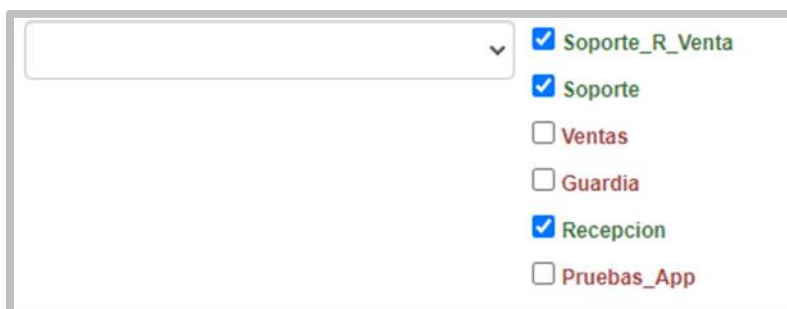 Soporte_R_Venta
Soporte
Ventas
Guardia
Recepcion
Pruebas_App